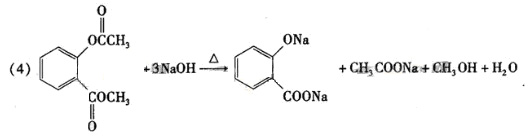 O
‖
OCCH₃
(4) COCH₃ + 3NaOH △→ ONa COONa + CH₃COONa + CH₃OH + H₂O
‖
O